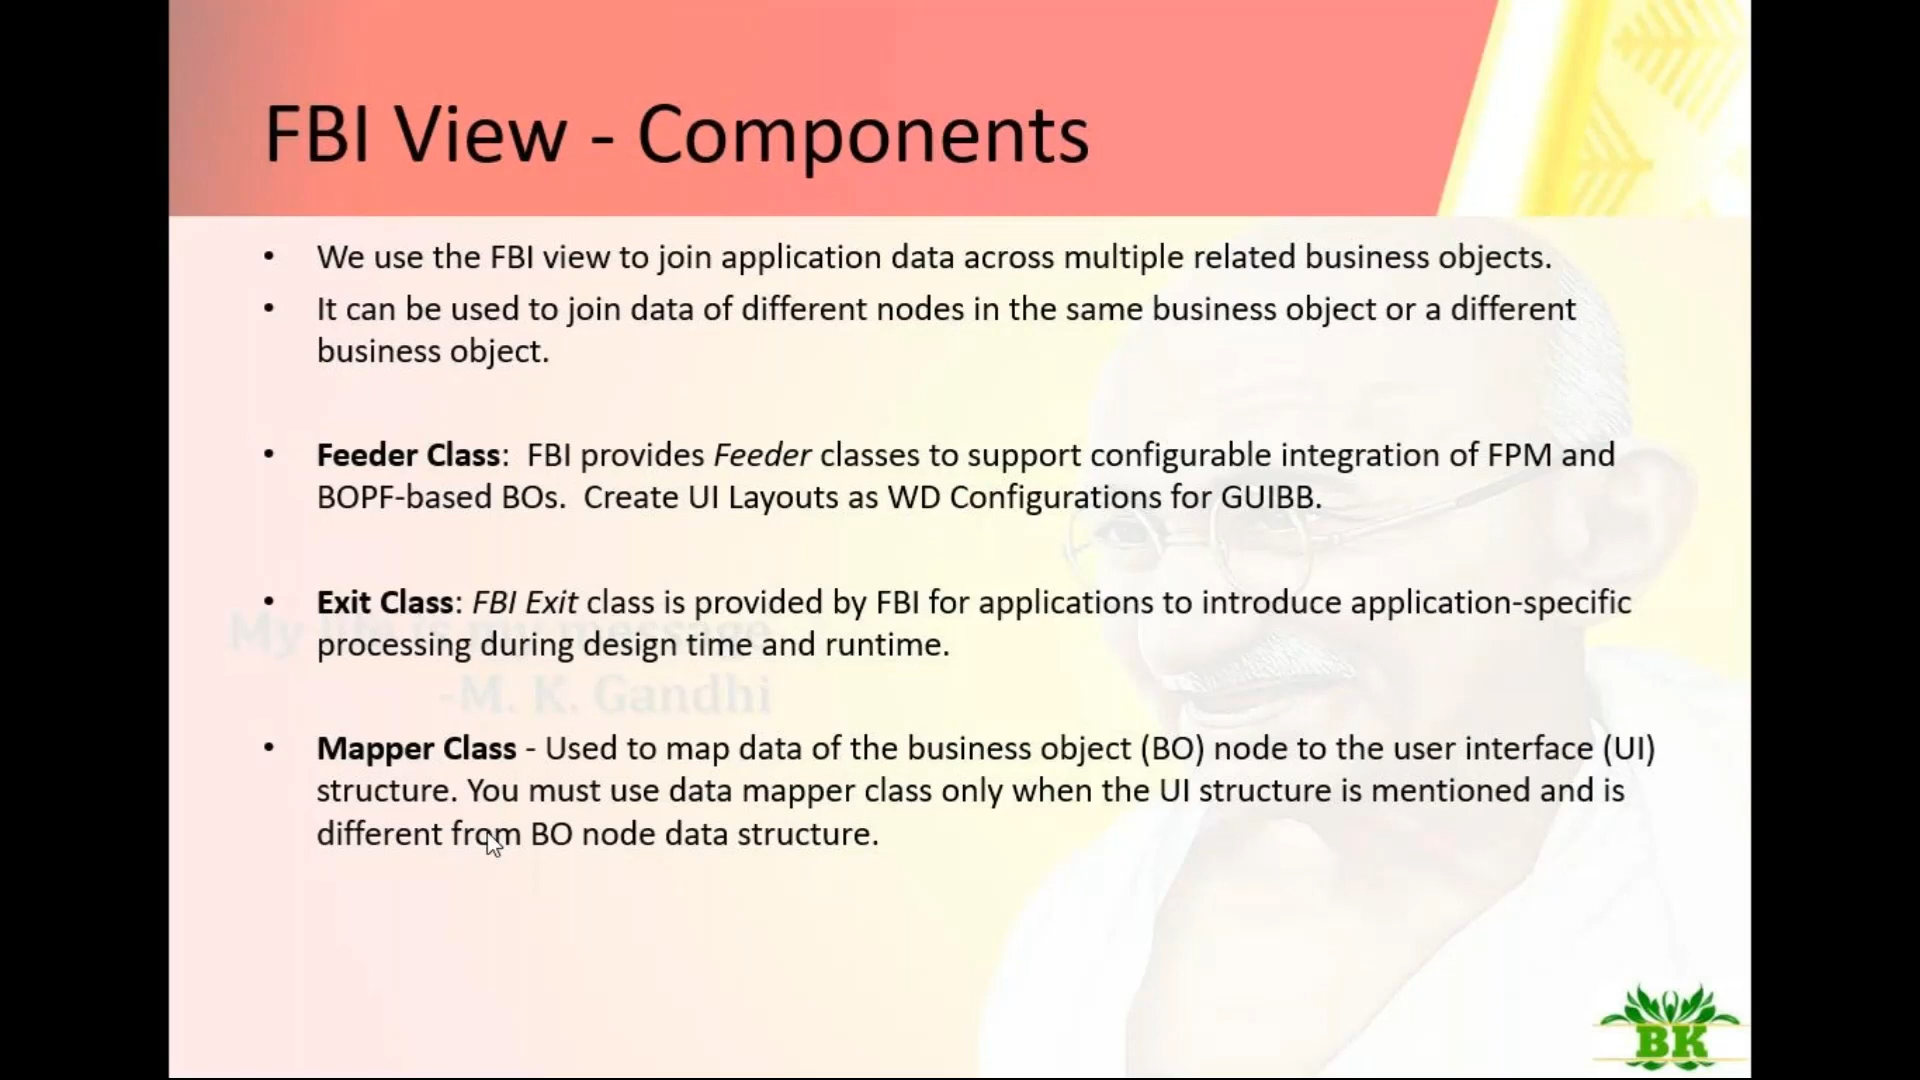 FBI View - Components
• We use the FBI view to join application data across multiple related business objects.
• It can be used to join data of different nodes in the same business object or a different
business object.
• Feeder Class:  FBI provides Feeder classes to support configurable integration of FPM and
BOPF-based BOs.  Create UI Layouts as WD Configurations for GUIBB.
• Exit Class: FBI Exit class is provided by FBI for applications to introduce application-specific
processing during design time and runtime.
My life is my message
-M. K. Gandhi
• Mapper Class - Used to map data of the business object (BO) node to the user interface (UI)
structure. You must use data mapper class only when the UI structure is mentioned and is
different from BO node data structure.
BK